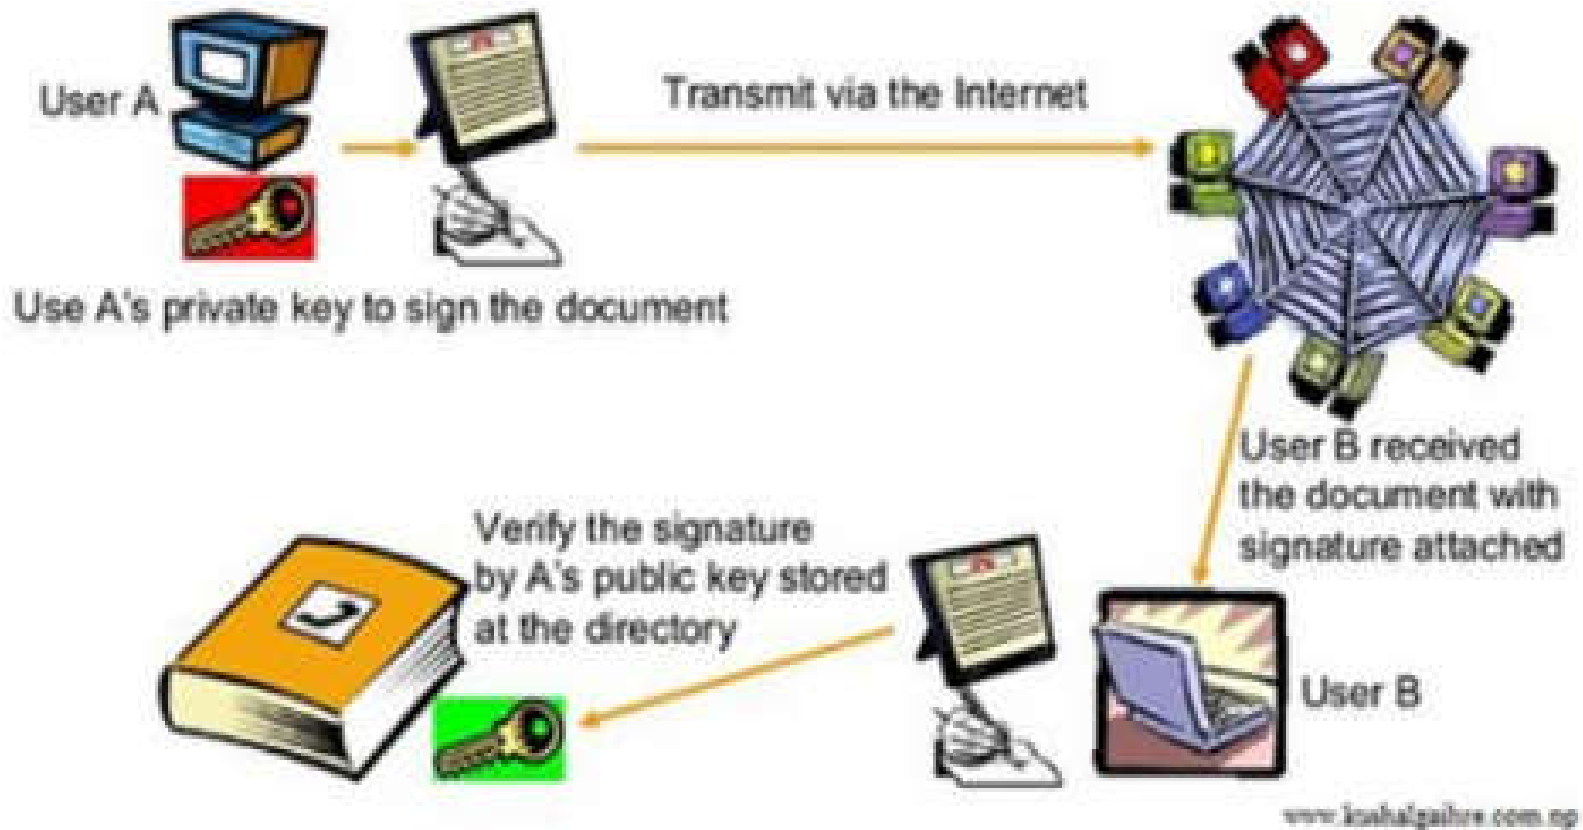 User A
Transmit via the Internet
Use A's private key to sign the document
User B received
the document with
signature attached
Verify the signature
by A's public key stored
at the directory
User B